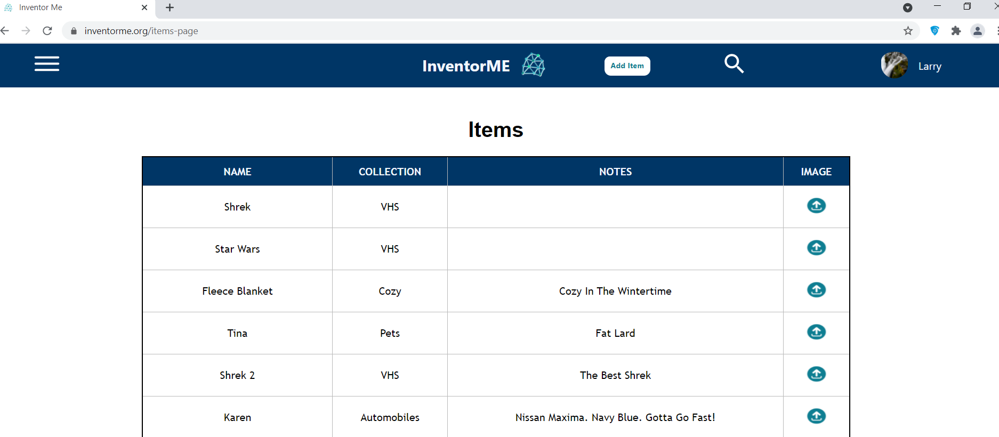 Inventor Me
inventorme.org/items-page
InventorME Add Item Larry
Items
NAME COLLECTION NOTES IMAGE
Shrek VHS
Star Wars VHS
Fleece Blanket Cozy Cozy In The Wintertime
Tina Pets Fat Lard
Shrek 2 VHS The Best Shrek
Karen Automobiles Nissan Maxima. Navy Blue. Gotta Go Fast!